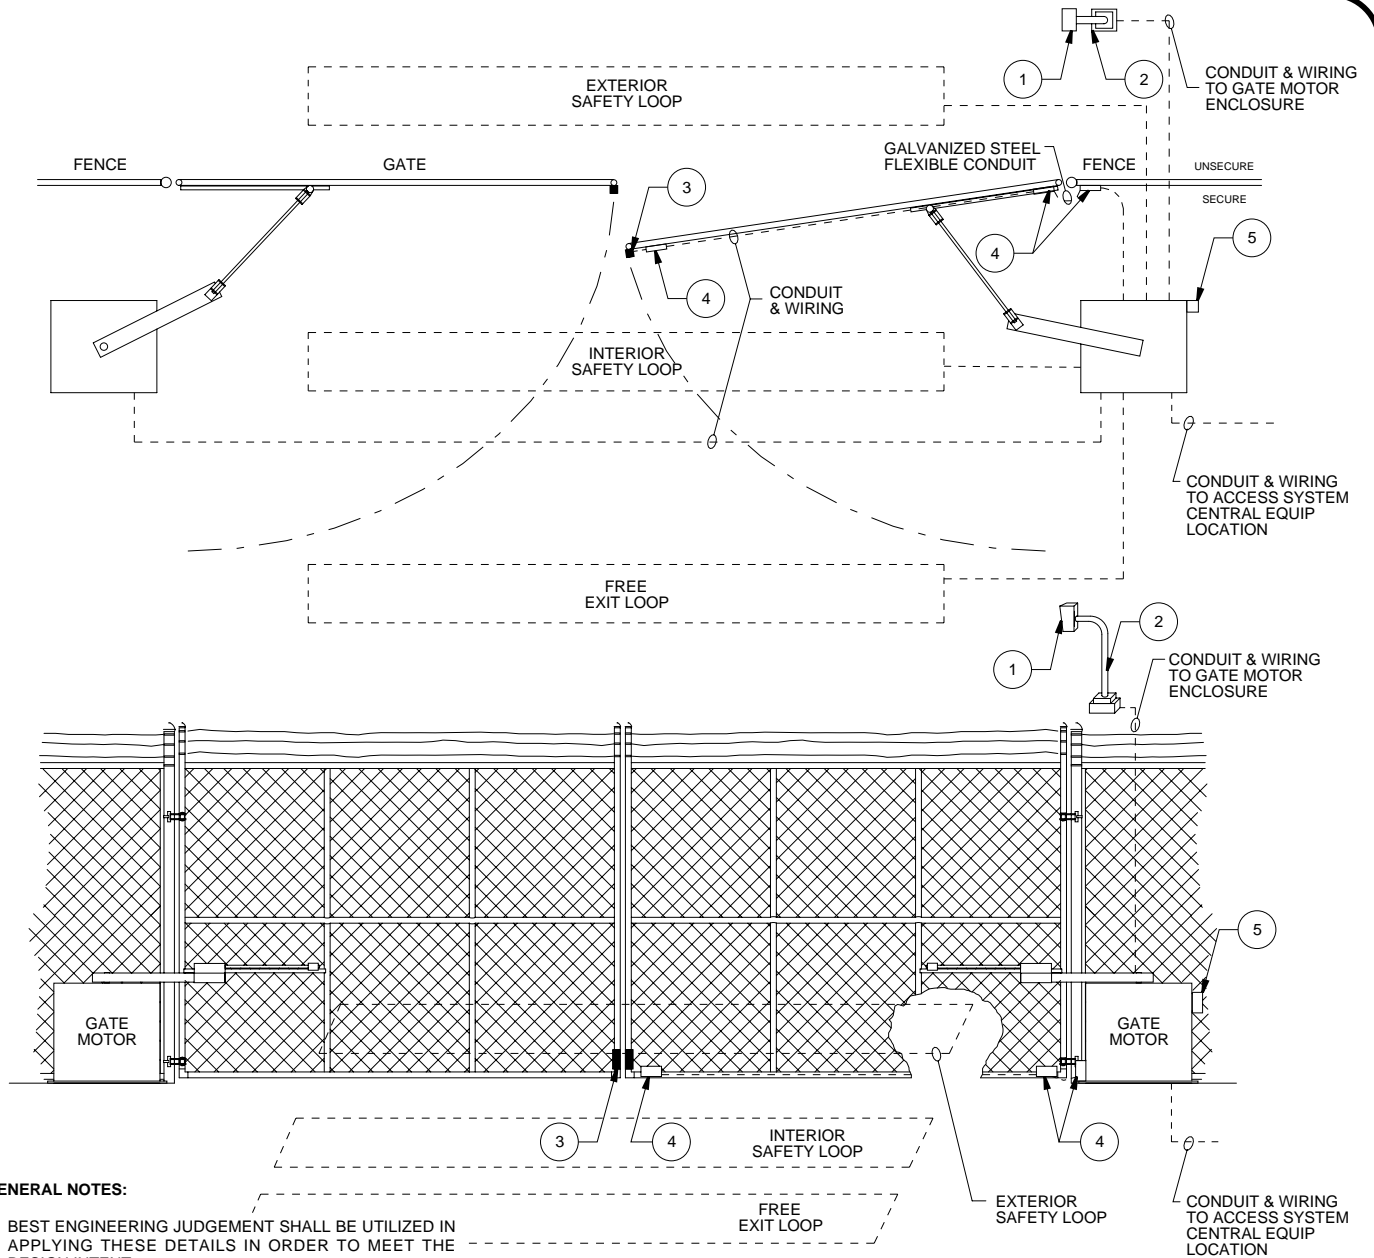 1
2
CONDUIT & WIRING
TO GATE MOTOR
ENCLOSURE
EXTERIOR
SAFETY LOOP
FENCE
GATE
GALVANIZED STEEL
FLEXIBLE CONDUIT
FENCE
UNSECURE
SECURE
3
4
4
5
CONDUIT
& WIRING
INTERIOR
SAFETY LOOP
CONDUIT & WIRING
TO ACCESS SYSTEM
CENTRAL EQUIP
LOCATION
FREE
EXIT LOOP
1
2
CONDUIT & WIRING
TO GATE MOTOR
ENCLOSURE
5
GATE
MOTOR
GATE
MOTOR
3
4
4
INTERIOR
SAFETY LOOP
FREE
EXIT LOOP
EXTERIOR
SAFETY LOOP
CONDUIT & WIRING
TO ACCESS SYSTEM
CENTRAL EQUIP
LOCATION
ENERAL NOTES:
BEST ENGINEERING JUDGEMENT SHALL BE UTILIZED IN
APPLYING THESE DETAILS IN ORDER TO MEET THE